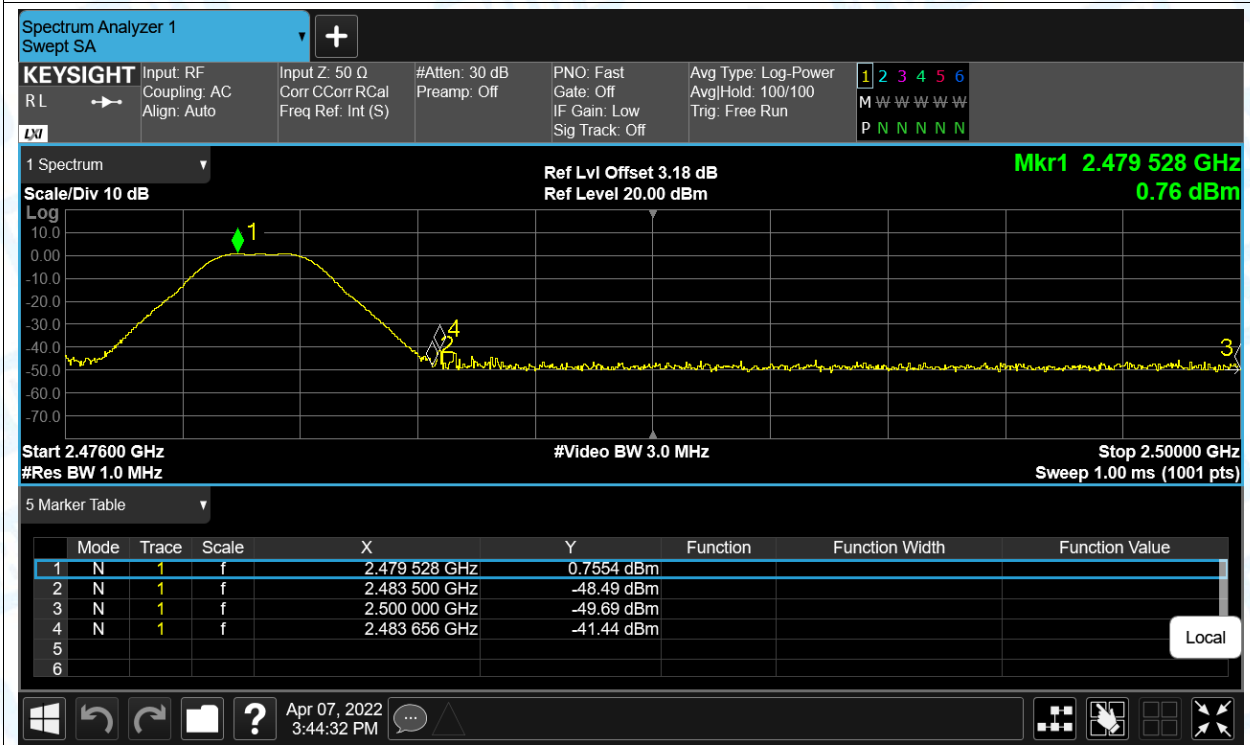 Spectrum Analyzer 1
Swept SA
+
KEYSIGHT
R L
LXI
Input: RF
Coupling: AC
Align: Auto
Input Z: 50 Ω
Corr CCorr RCal
Freq Ref: Int (S)
#Atten: 30 dB
Preamp: Off
PNO: Fast
Gate: Off
IF Gain: Low
Sig Track: Off
Avg Type: Log-Power
Avg|Hold: 100/100
Trig: Free Run
1 2 3 4 5 6
M W W W W W
P N N N N N
1 Spectrum
Scale/Div 10 dB
Ref Lvl Offset 3.18 dB
Ref Level 20.00 dBm
Mkr1 2.479 528 GHz
0.76 dBm
Log
10.0
0.00
-10.0
-20.0
-30.0
-40.0
-50.0
-60.0
-70.0
1
4
2
3
Start 2.47600 GHz
#Video BW 3.0 MHz
Stop 2.50000 GHz
#Res BW 1.0 MHz
Sweep 1.00 ms (1001 pts)
5 Marker Table
Mode Trace Scale X Y Function Function Width Function Value
1 N 1 f 2.479 528 GHz 0.7554 dBm
2 N 1 f 2.483 500 GHz -48.49 dBm
3 N 1 f 2.500 000 GHz -49.69 dBm
4 N 1 f 2.483 656 GHz -41.44 dBm
5
6
Local
?
Apr 07, 2022
3:44:32 PM